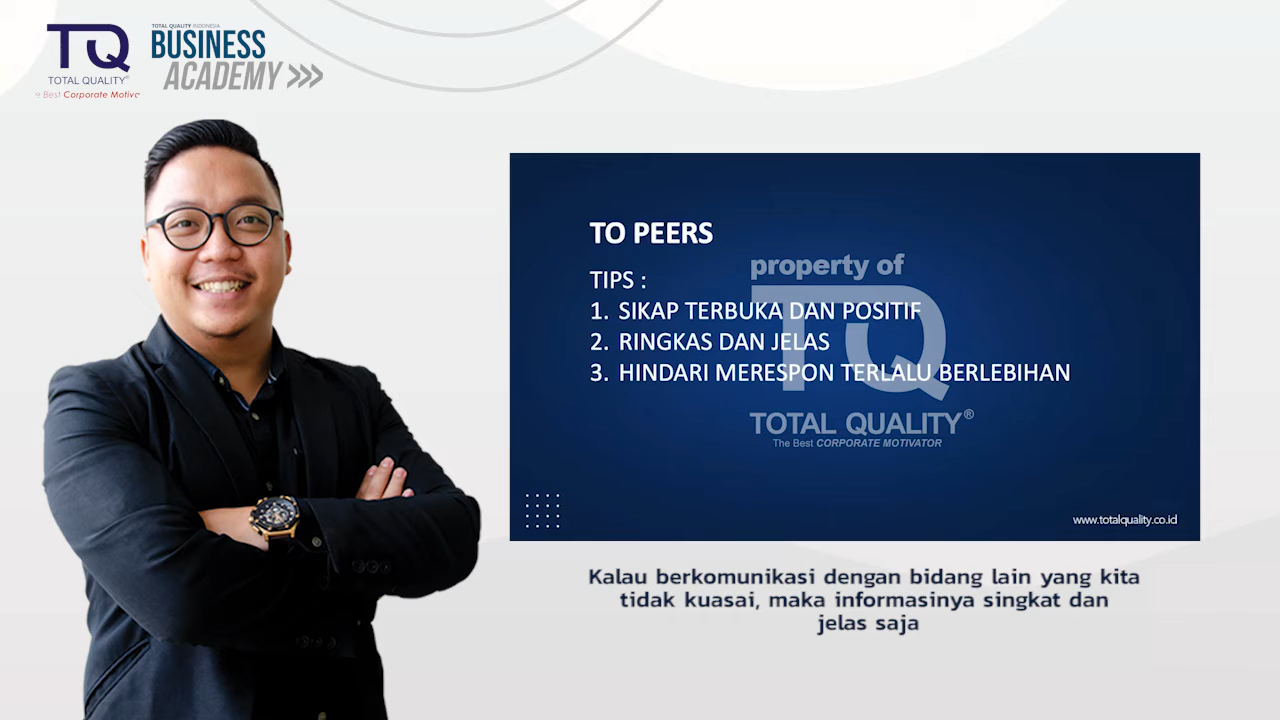 TQ
TOTAL QUALITY®
Best Corporate Motivc
TOTAL QUALITY INDONESIA
BUSINESS
ACADEMY >>>
TO PEERS
TIPS :
1. SIKAP TERBUKA DAN POSITIF
2. RINGKAS DAN JELAS
3. HINDARI MERESPON TERLALU BERLEBIHAN
property of
TQ
TOTAL QUALITY®
The Best CORPORATE MOTIVATOR
www.totalquality.co.id
Kalau berkomunikasi dengan bidang lain yang kita
tidak kuasai, maka informasinya singkat dan
jelas saja